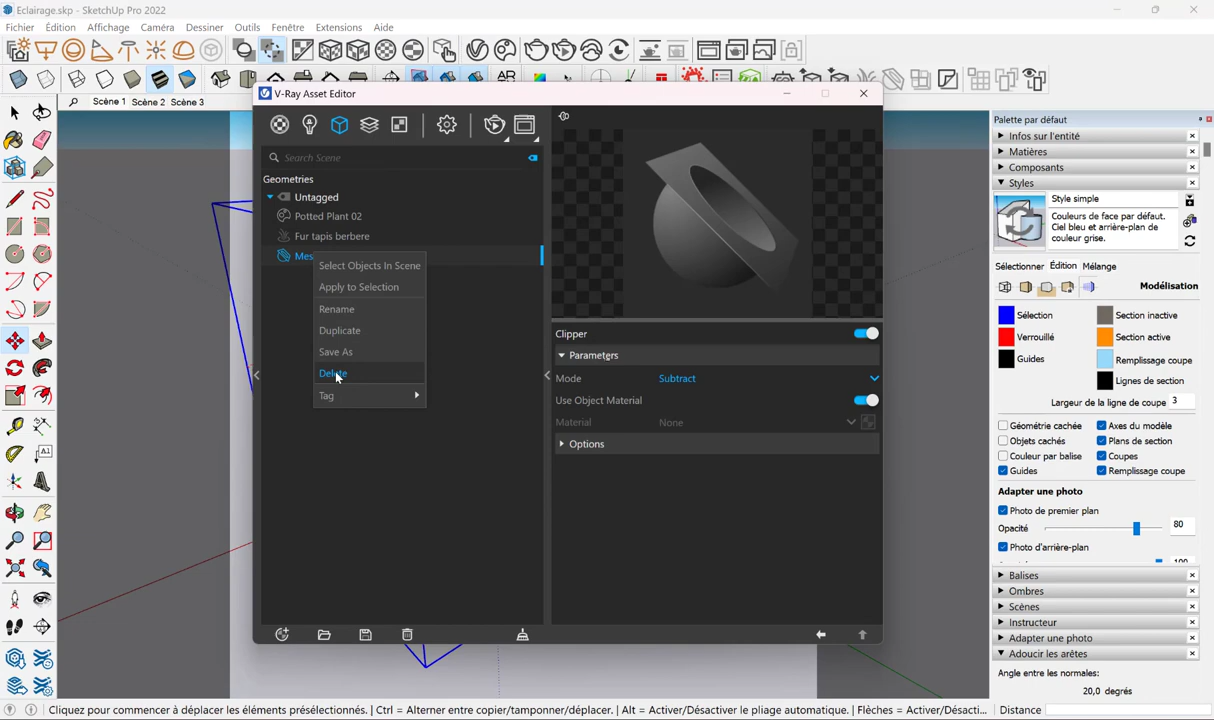 Eclairage.skp - SketchUp Pro 2022
Fichier Édition Affichage Caméra Dessiner Outils Fenêtre Extensions Aide
Scène 1 Scène 2 Scène 3
V-Ray Asset Editor
Search Scene
Geometries
Untagged
Potted Plant 02
Fur tapis berbere
Mes
Select Objects In Scene
Apply to Selection
Rename
Duplicate
Save As
Delete
Tag
Clipper
Parameters
Mode Subtract
Use Object Material
Material None
Options
Palette par défaut
Infos sur l'entité
Matières
Composants
Styles
Style simple
Couleurs de face par défaut.
Ciel bleu et arrière-plan de
couleur grise.
Sélectionner Édition Mélange
Modélisation
Sélection Section inactive
Verrouillé Section active
Guides Remplissage coupe
Lignes de section
Largeur de la ligne de coupe 3
Géométrie cachée Axes du modèle
Objets cachés Plans de section
Couleur par balise Coupes
Guides Remplissage coupe
Adapter une photo
Photo de premier plan
Opacité 80
Photo d'arrière-plan
100
Balises
Ombres
Scènes
Instructeur
Adapter une photo
Adoucir les arêtes
Angle entre les normales:
20,0 degrés
Cliquez pour commencer à déplacer les éléments présélectionnés. | Ctrl = Alterner entre copier/tamponner/déplacer. | Alt = Activer/Désactiver le pliage automatique. | Flèches = Activer/Désacti... Distance